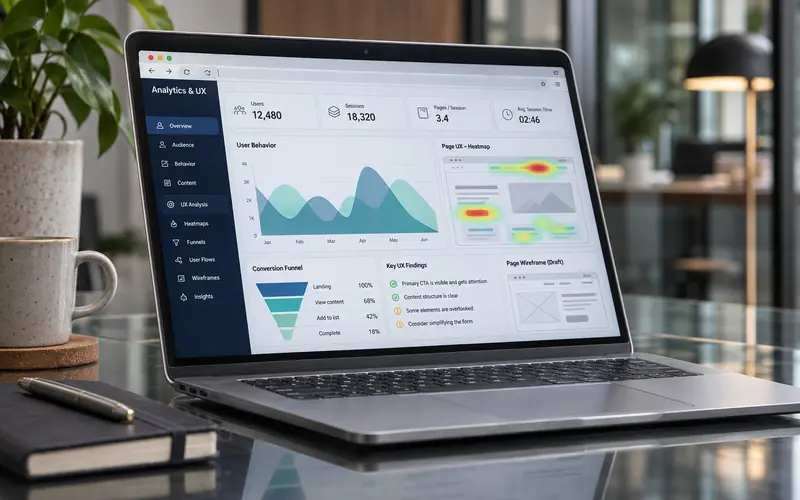 Analytics & UX
Overview
Audience
Behavior
Content
UX Analysis
Heatmaps
Funnels
User Flows
Wireframes
Insights
Users
12,480
Sessions
18,320
Pages / Session
3.4
Avg. Session Time
02:46
User Behavior
4K
3K
2K
1K
0
Jan Feb Mar Apr May Jun
Page UX – Heatmap
Conversion Funnel
Landing 100%
View content 68%
Add to list 42%
Complete 18%
Key UX Findings
Primary CTA is visible and gets attention
Content structure is clear
Some elements are overlooked
Consider simplifying the form
Page Wireframe (Draft)